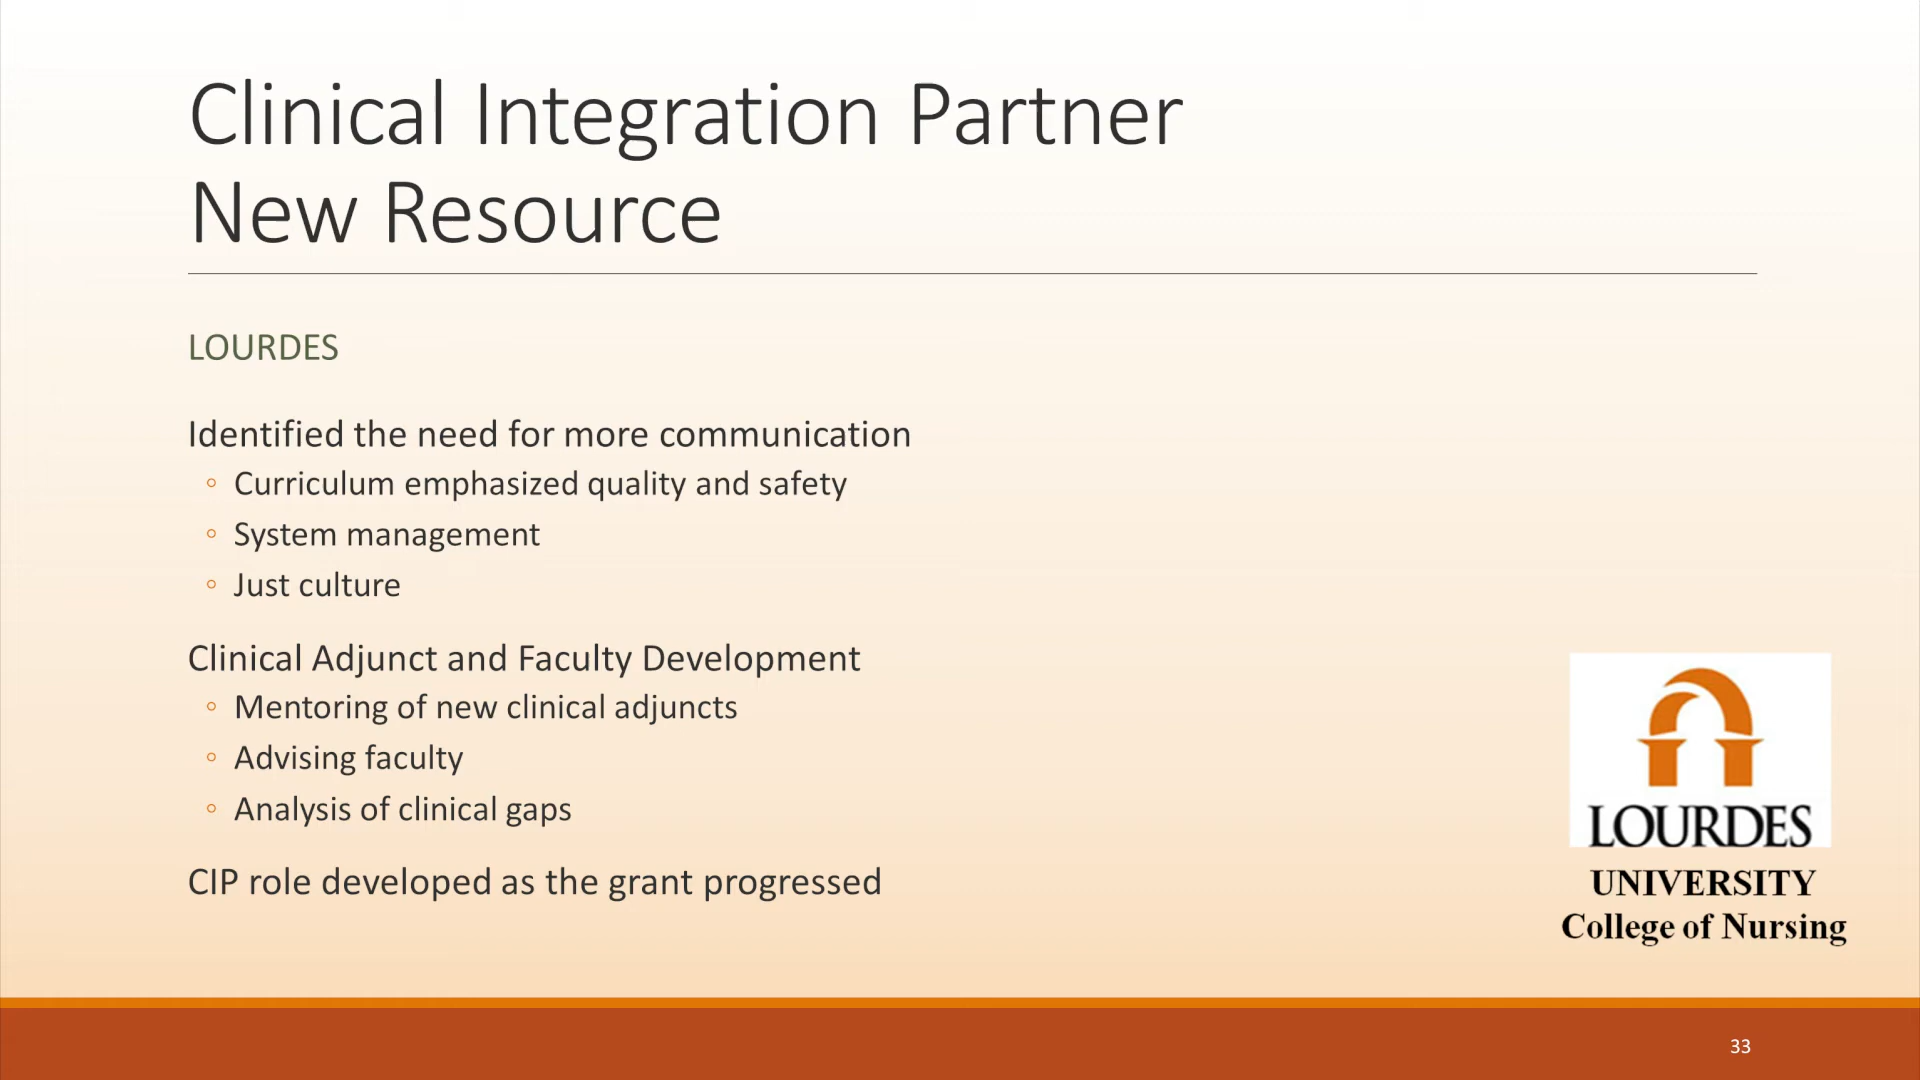 Clinical Integration Partner
New Resource
LOURDES
Identified the need for more communication
◦ Curriculum emphasized quality and safety
◦ System management
◦ Just culture
Clinical Adjunct and Faculty Development
◦ Mentoring of new clinical adjuncts
◦ Advising faculty
◦ Analysis of clinical gaps
CIP role developed as the grant progressed
LOURDES
UNIVERSITY
College of Nursing
33